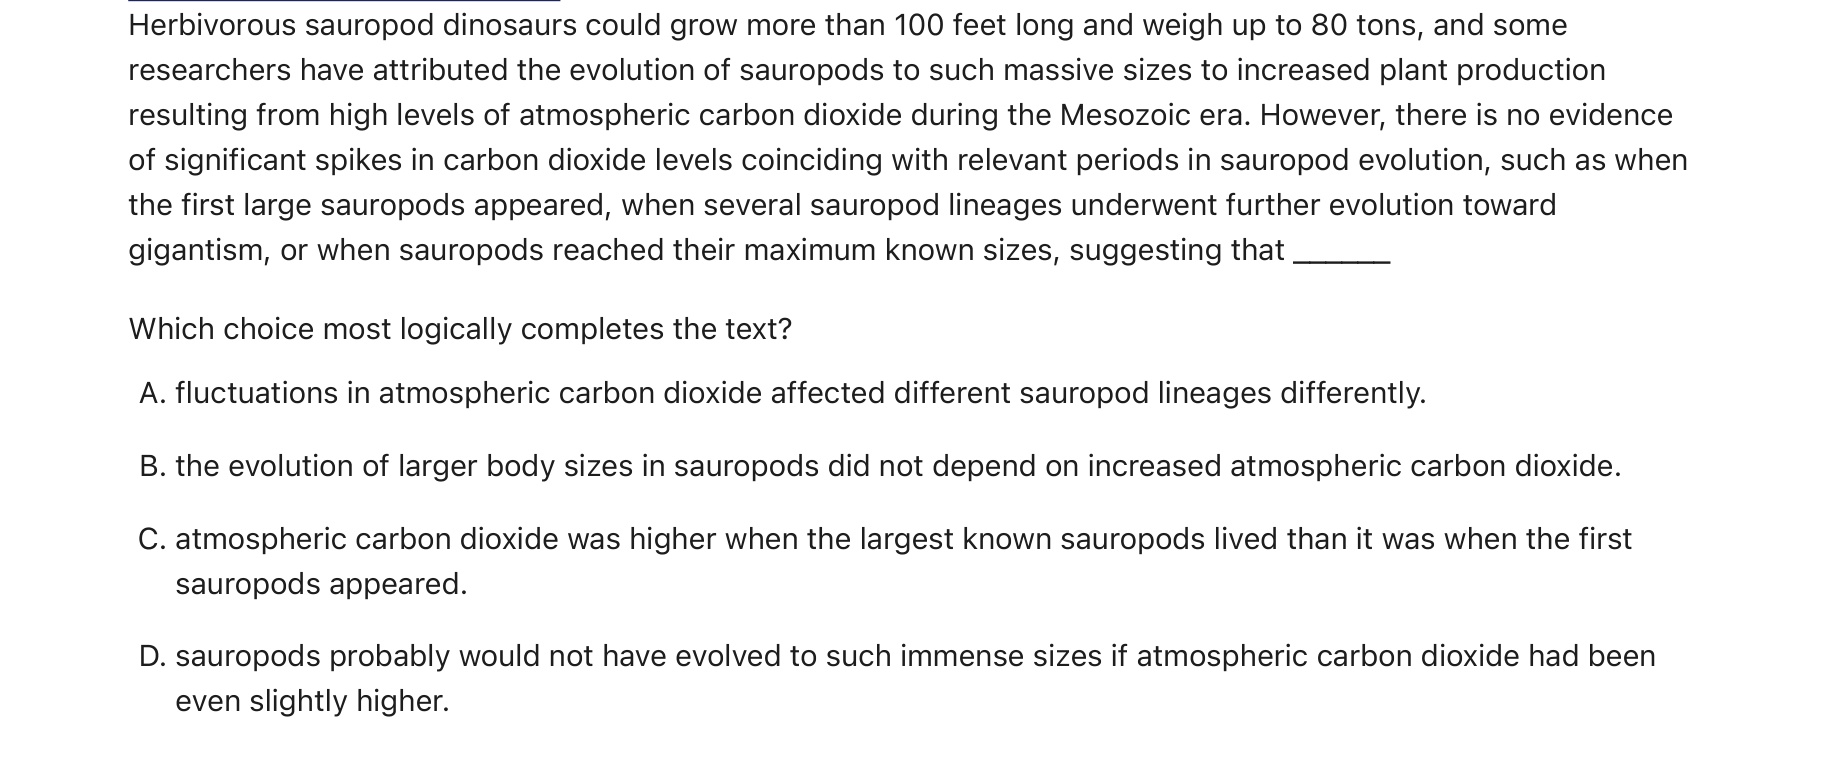 Herbivorous sauropod dinosaurs could grow more than 100 feet long and weigh up to 80 tons, and some
researchers have attributed the evolution of sauropods to such massive sizes to increased plant production
resulting from high levels of atmospheric carbon dioxide during the Mesozoic era. However, there is no evidence
of significant spikes in carbon dioxide levels coinciding with relevant periods in sauropod evolution, such as when
the first large sauropods appeared, when several sauropod lineages underwent further evolution toward
gigantism, or when sauropods reached their maximum known sizes, suggesting that ______
Which choice most logically completes the text?
A. fluctuations in atmospheric carbon dioxide affected different sauropod lineages differently.
B. the evolution of larger body sizes in sauropods did not depend on increased atmospheric carbon dioxide.
C. atmospheric carbon dioxide was higher when the largest known sauropods lived than it was when the first
sauropods appeared.
D. sauropods probably would not have evolved to such immense sizes if atmospheric carbon dioxide had been
even slightly higher.